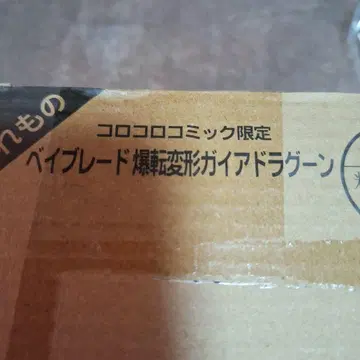 れもの
コロコロコミック限定
ベイブレード 爆転変形ガイアドラグーン